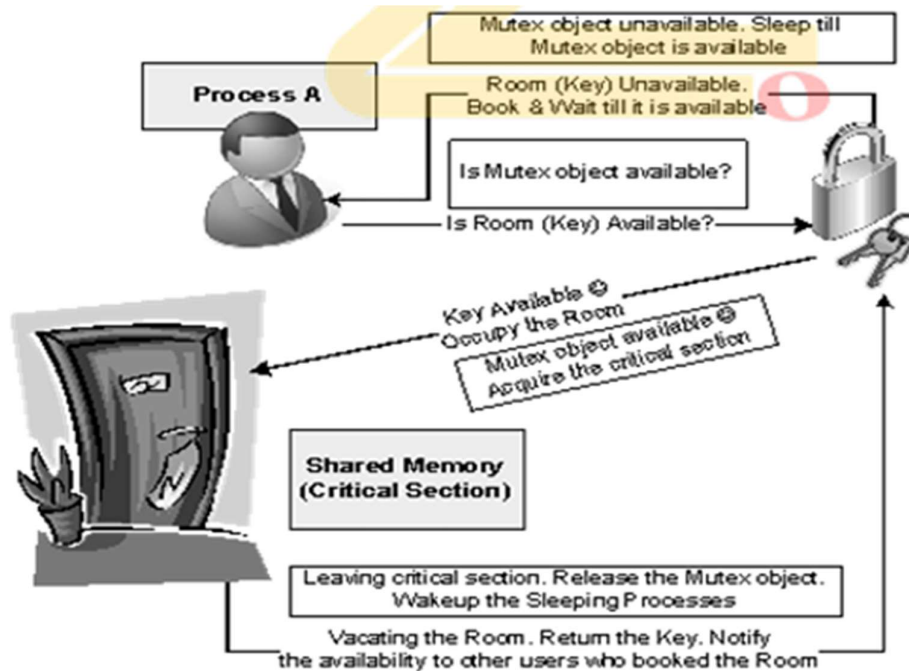 Mutex object unavailable. Sleep till
Mutex object is available
Room (Key) Unavailable.
Book & Wait till it is available
Process A
Is Mutex object available?
Is Room (Key) Available?
Key Available ☺
Occupy the Room
Mutex object available ☺
Acquire the critical section
Shared Memory
(Critical Section)
Leaving critical section. Release the Mutex object.
Wakeup the Sleeping Processes
Vacating the Room. Return the Key. Notify
the availability to other users who booked the Room